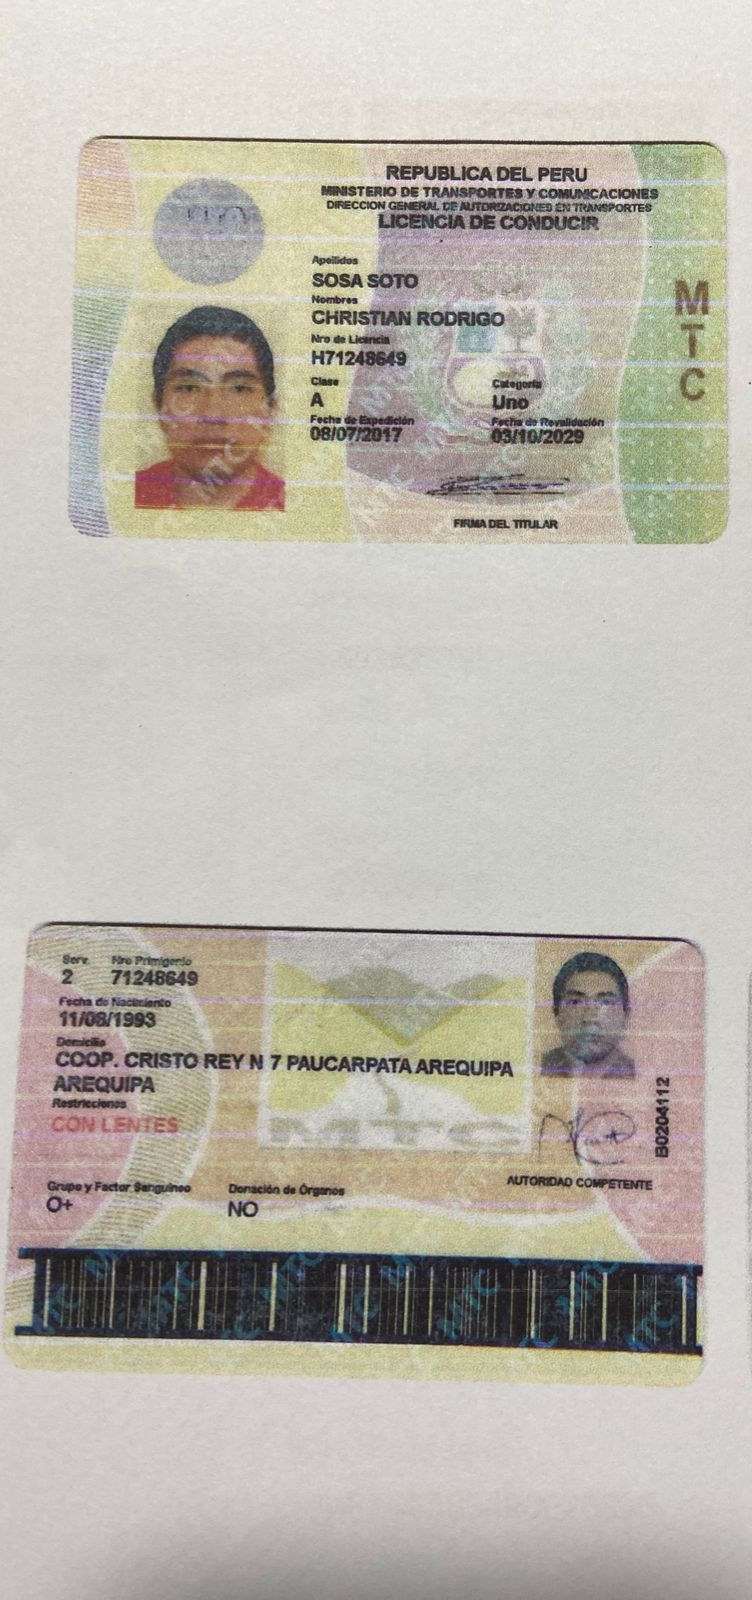 REPUBLICA DEL PERU
MINISTERIO DE TRANSPORTES Y COMUNICACIONES
DIRECCION GENERAL DE AUTORIZACIONES EN TRANSPORTES
LICENCIA DE CONDUCIR
Apellidos
SOSA SOTO
Nombres
CHRISTIAN RODRIGO
Nro de Licencia
H71248649
Clase Categoría
A Uno
Fecha de Expedición Fecha de Revalidación
08/07/2017 03/10/2029
FIRMA DEL TITULAR
MTC
Serv. Nro Primigenio
2 71248649
Fecha de Nacimiento
11/08/1993
Domicilio
COOP. CRISTO REY N 7 PAUCARPATA AREQUIPA
AREQUIPA
Restricciones
CON LENTES
B0204112
AUTORIDAD COMPETENTE
Grupo y Factor Sanguineo Donación de Órganos
O+ NO
MTC